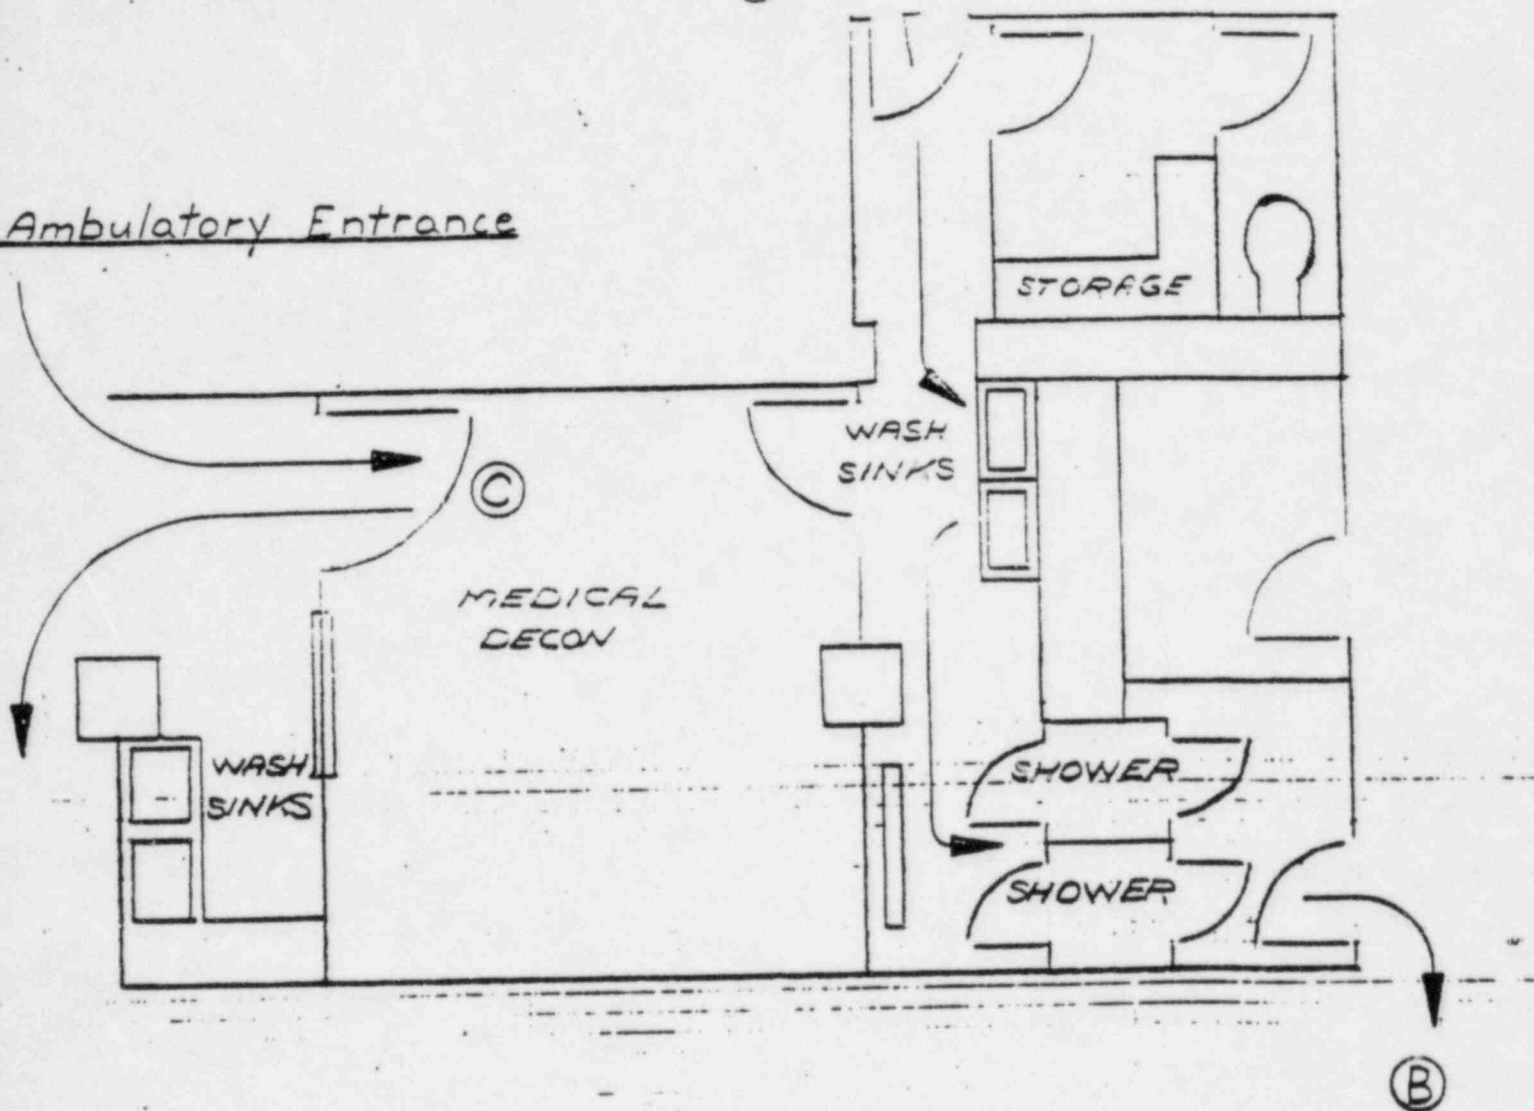 Ambulatory Entrance
STORAGE
WASH
SINKS
C
MEDICAL
DECON
WASH
SINKS
SHOWER
SHOWER
B